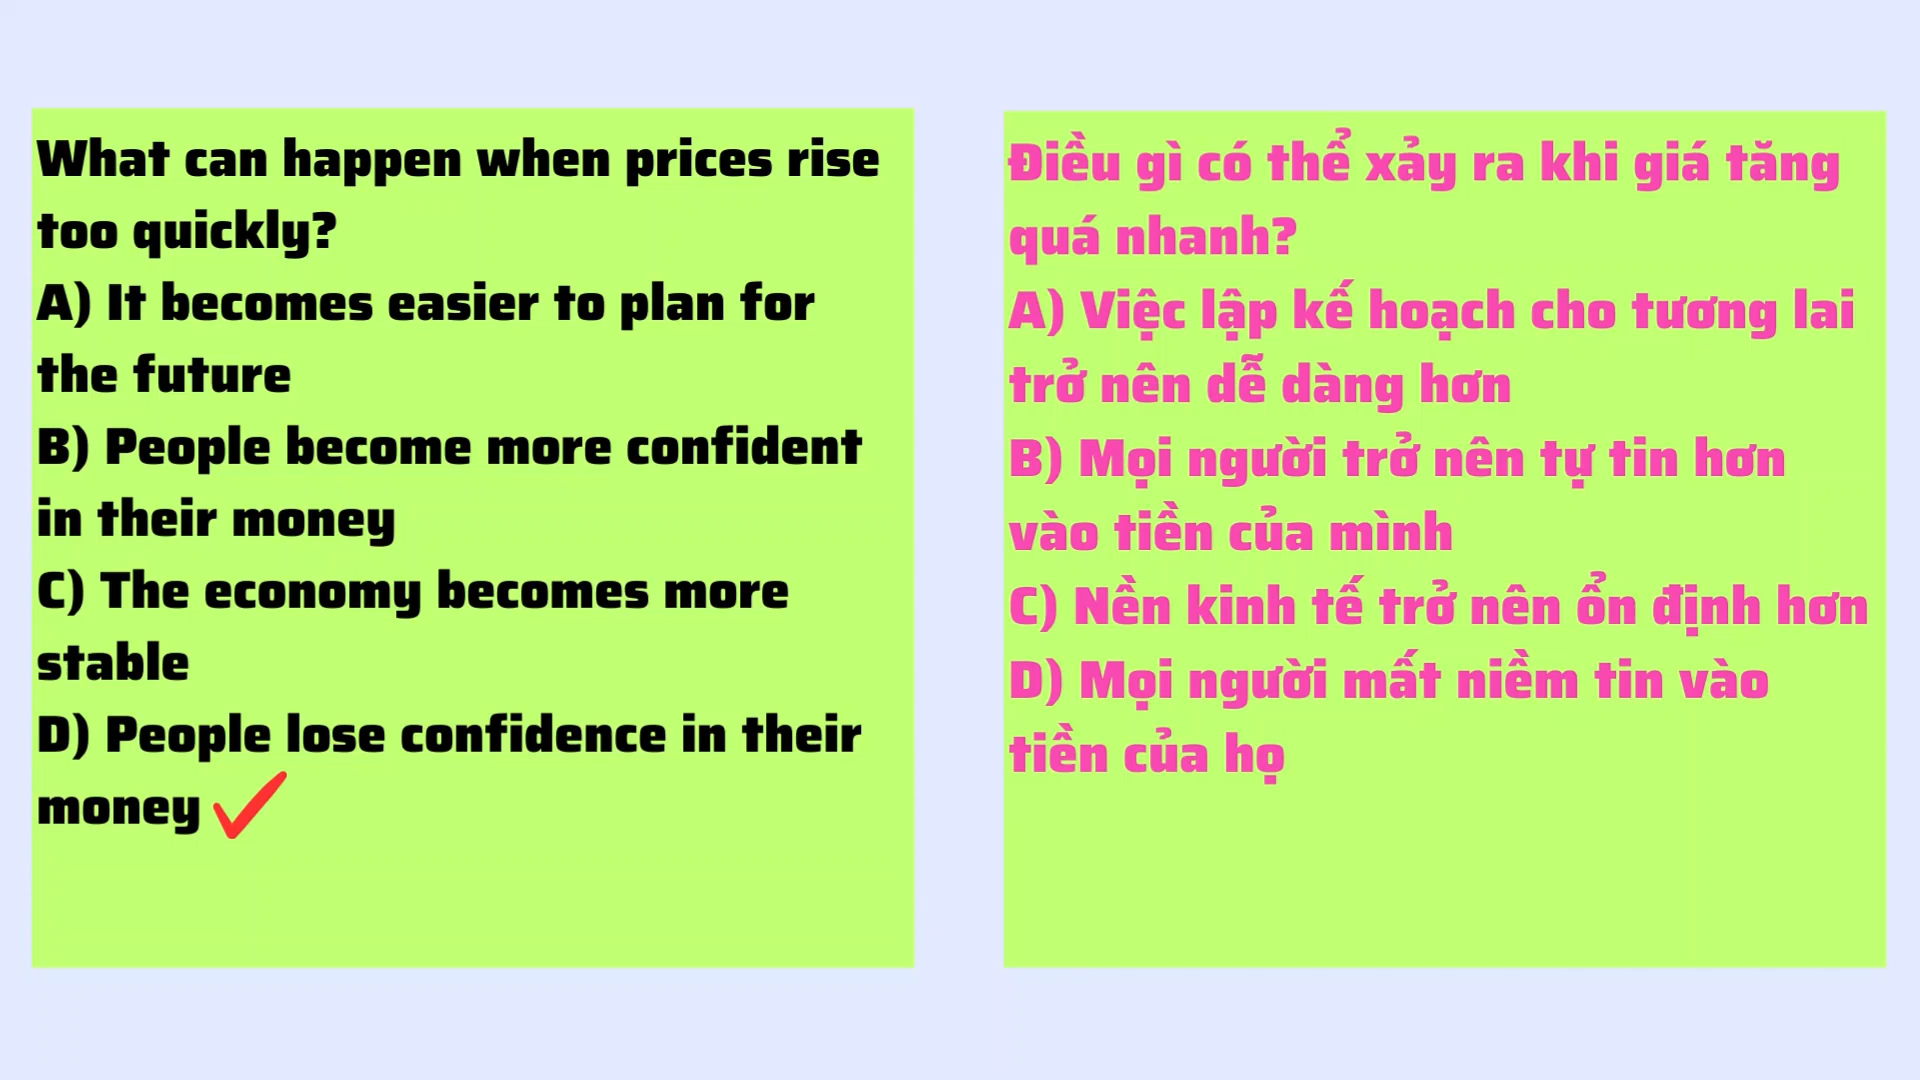 What can happen when prices rise
too quickly?
A) It becomes easier to plan for
the future
B) People become more confident
in their money
C) The economy becomes more
stable
D) People lose confidence in their
money
Điều gì có thể xảy ra khi giá tăng
quá nhanh?
A) Việc lập kế hoạch cho tương lai
trở nên dễ dàng hơn
B) Mọi người trở nên tự tin hơn
vào tiền của mình
C) Nền kinh tế trở nên ổn định hơn
D) Mọi người mất niềm tin vào
tiền của họ